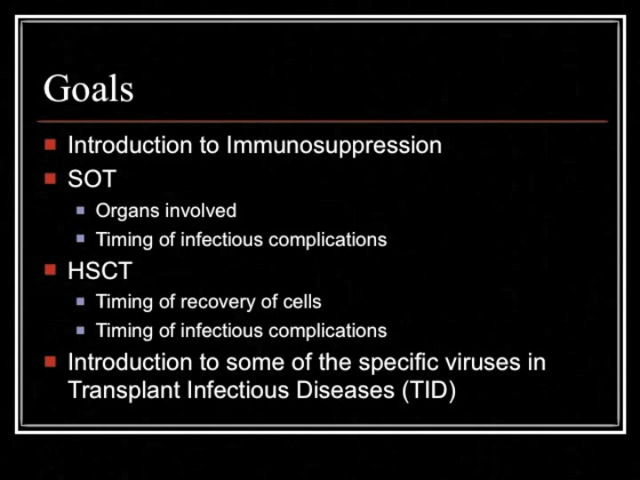 Goals
Introduction to Immunosuppression
SOT
Organs involved
Timing of infectious complications
HSCT
Timing of recovery of cells
Timing of infectious complications
Introduction to some of the specific viruses in
Transplant Infectious Diseases (TID)